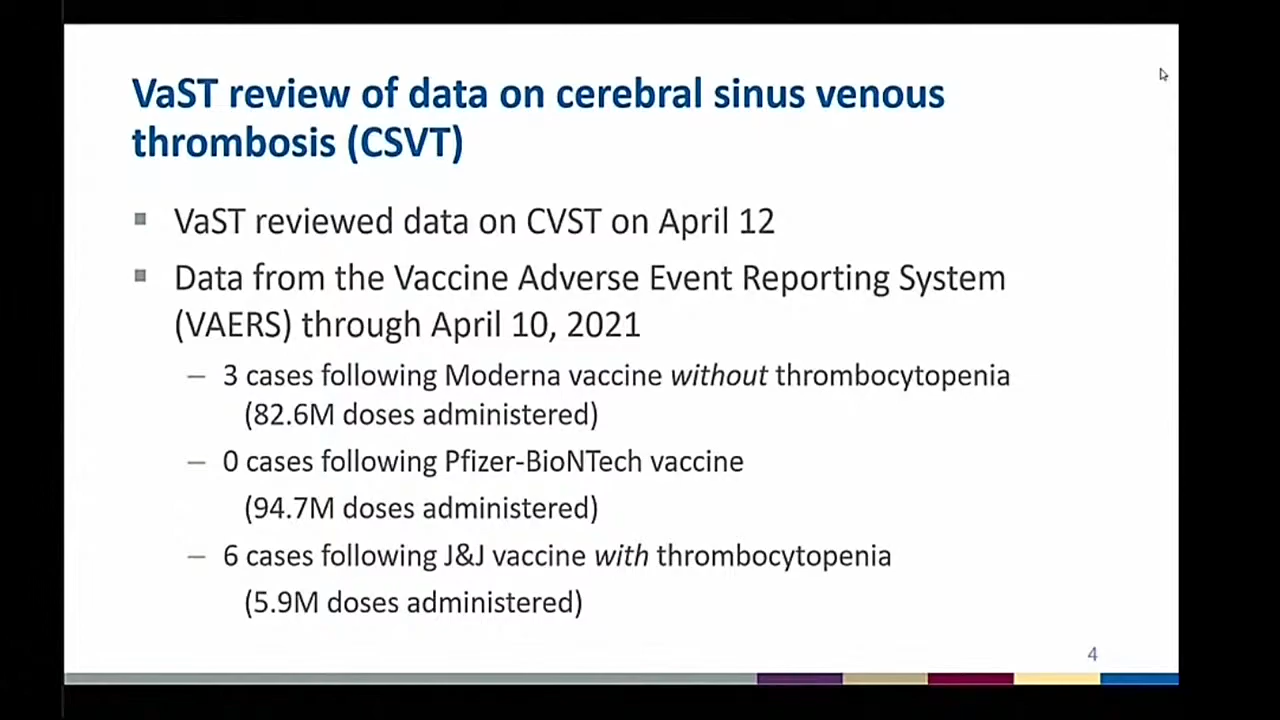 VaST review of data on cerebral sinus venous
thrombosis (CSVT)
▪ VaST reviewed data on CVST on April 12
▪ Data from the Vaccine Adverse Event Reporting System
(VAERS) through April 10, 2021
– 3 cases following Moderna vaccine without thrombocytopenia
(82.6M doses administered)
– 0 cases following Pfizer-BioNTech vaccine
(94.7M doses administered)
– 6 cases following J&J vaccine with thrombocytopenia
(5.9M doses administered)
4